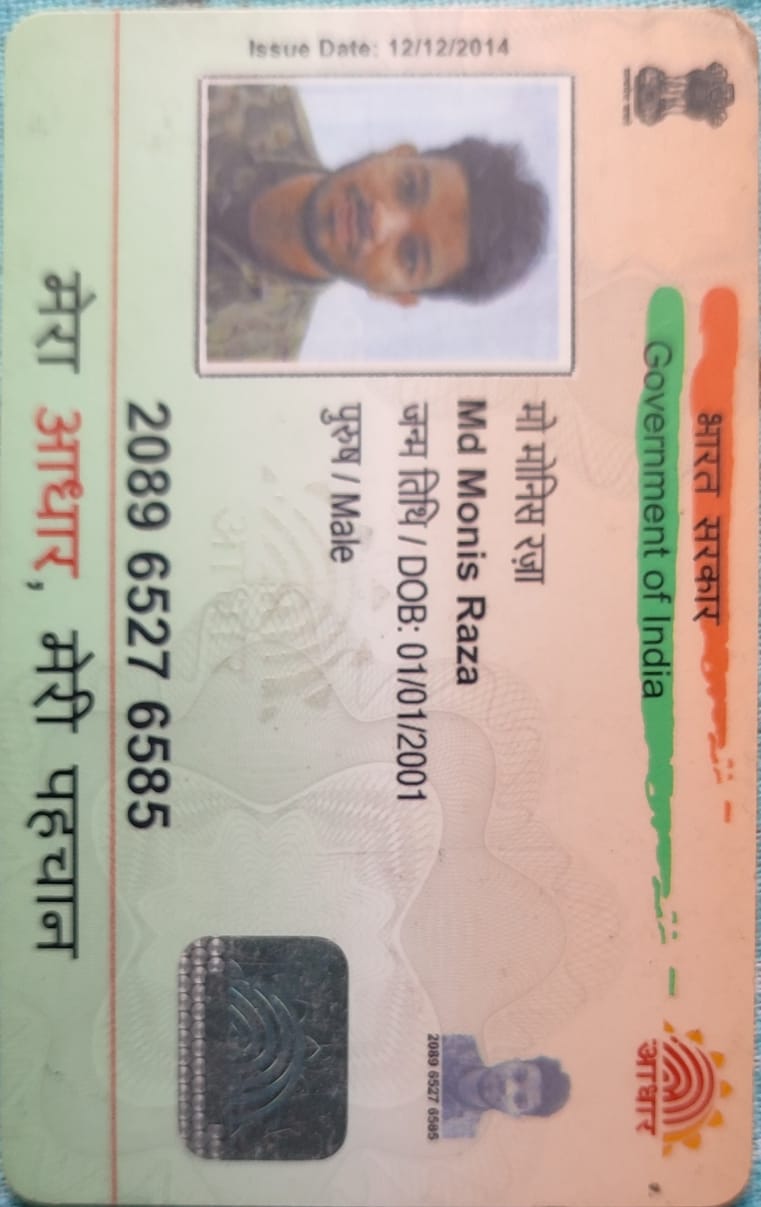 भारत सरकार
Government of India
आधार
Issue Date: 12/12/2014
मो मोनिस रज़ा
Md Monis Raza
जन्म तिथि / DOB: 01/01/2001
पुरुष / Male
2089 6527 6585
आधार
2089 6527 6585
मेरा आधार, मेरी पहचान